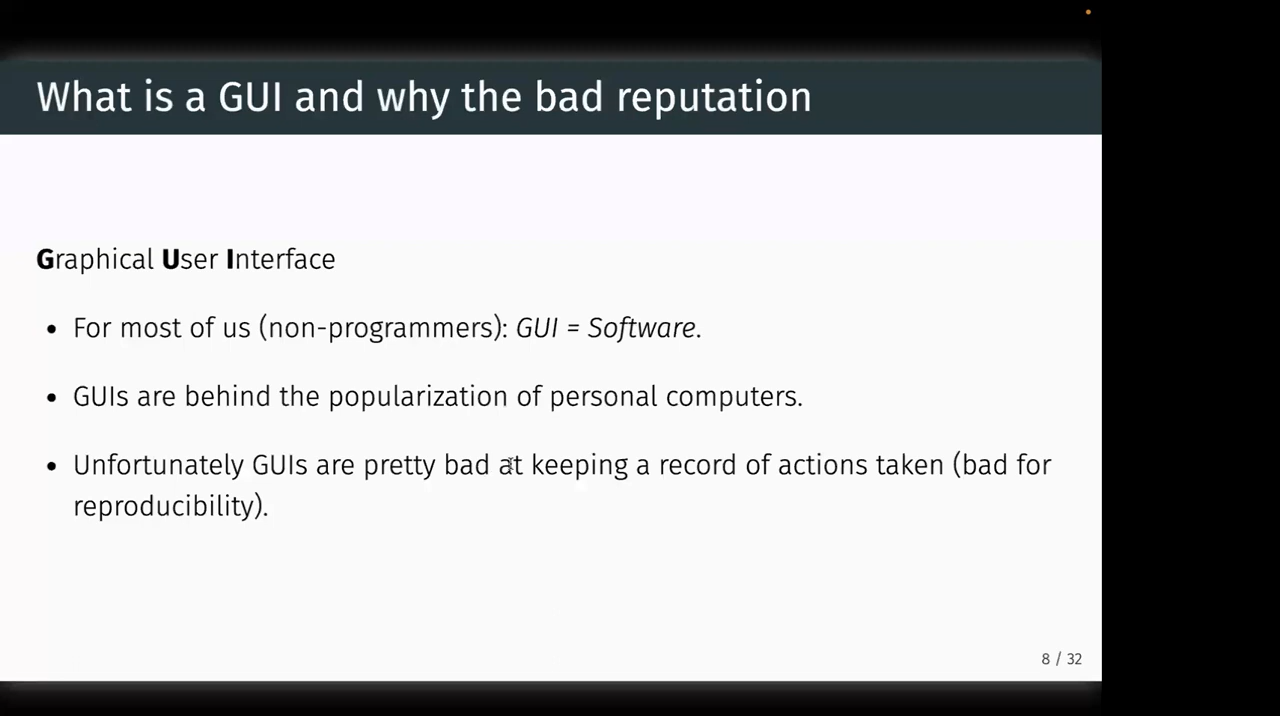 What is a GUI and why the bad reputation
Graphical User Interface
• For most of us (non-programmers): GUI = Software.
• GUIs are behind the popularization of personal computers.
• Unfortunately GUIs are pretty bad at keeping a record of actions taken (bad for
reproducibility).
8 / 32